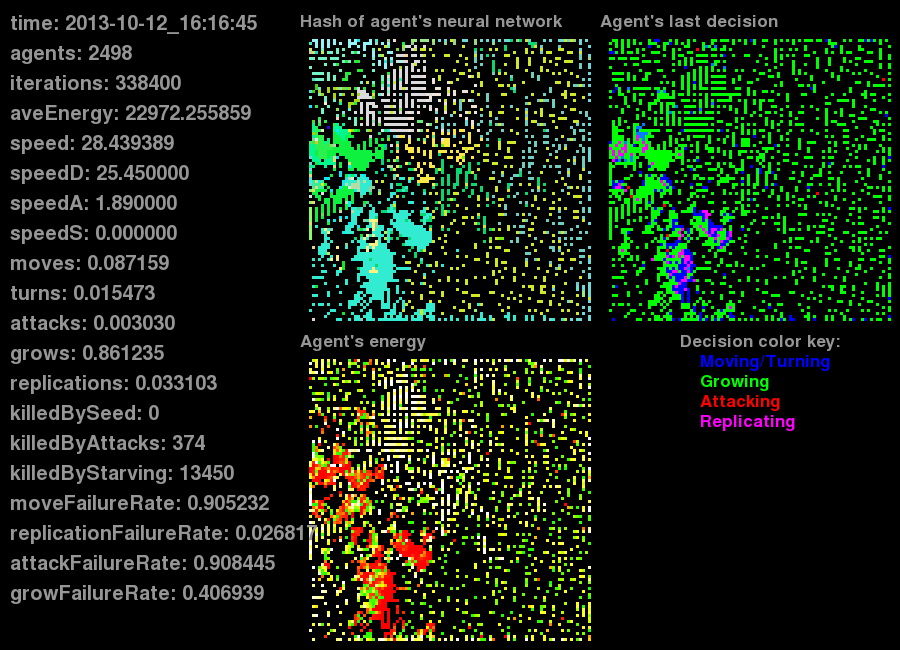 time: 2013-10-12_16:16:45
agents: 2498
iterations: 338400
aveEnergy: 22972.255859
speed: 28.439389
speedD: 25.450000
speedA: 1.890000
speedS: 0.000000
moves: 0.087159
turns: 0.015473
attacks: 0.003030
grows: 0.861235
replications: 0.033103
killedBySeed: 0
killedByAttacks: 374
killedByStarving: 13450
moveFailureRate: 0.905232
replicationFailureRate: 0.026817
attackFailureRate: 0.908445
growFailureRate: 0.406939
Hash of agent's neural network
Agent's last decision
Agent's energy
Decision color key:
Moving/Turning
Growing
Attacking
Replicating